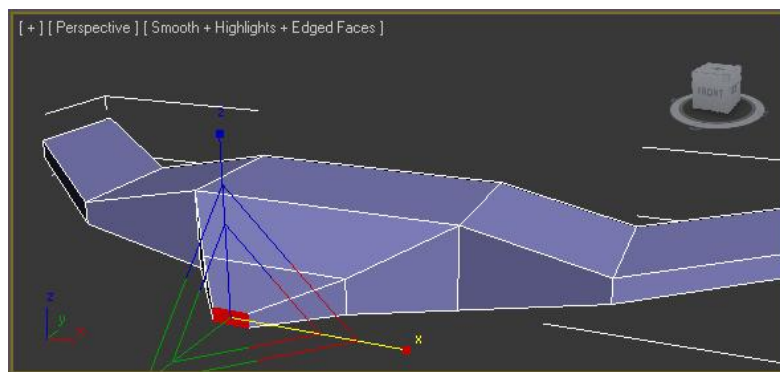 [ + ] [ Perspective ] [ Smooth + Highlights + Edged Faces ]
FRONT
z
x
z
y
x